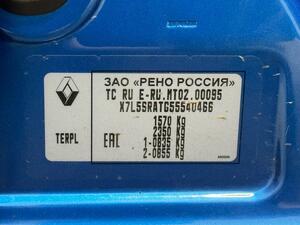 ЗАО «РЕНО РОССИЯ»
TC RU E-RU.MT02.00095
X7L5SRATG55540466
1570 Kg
2350 Kg
TERPL EAC 1-0835 Kg
2-0855 Kg